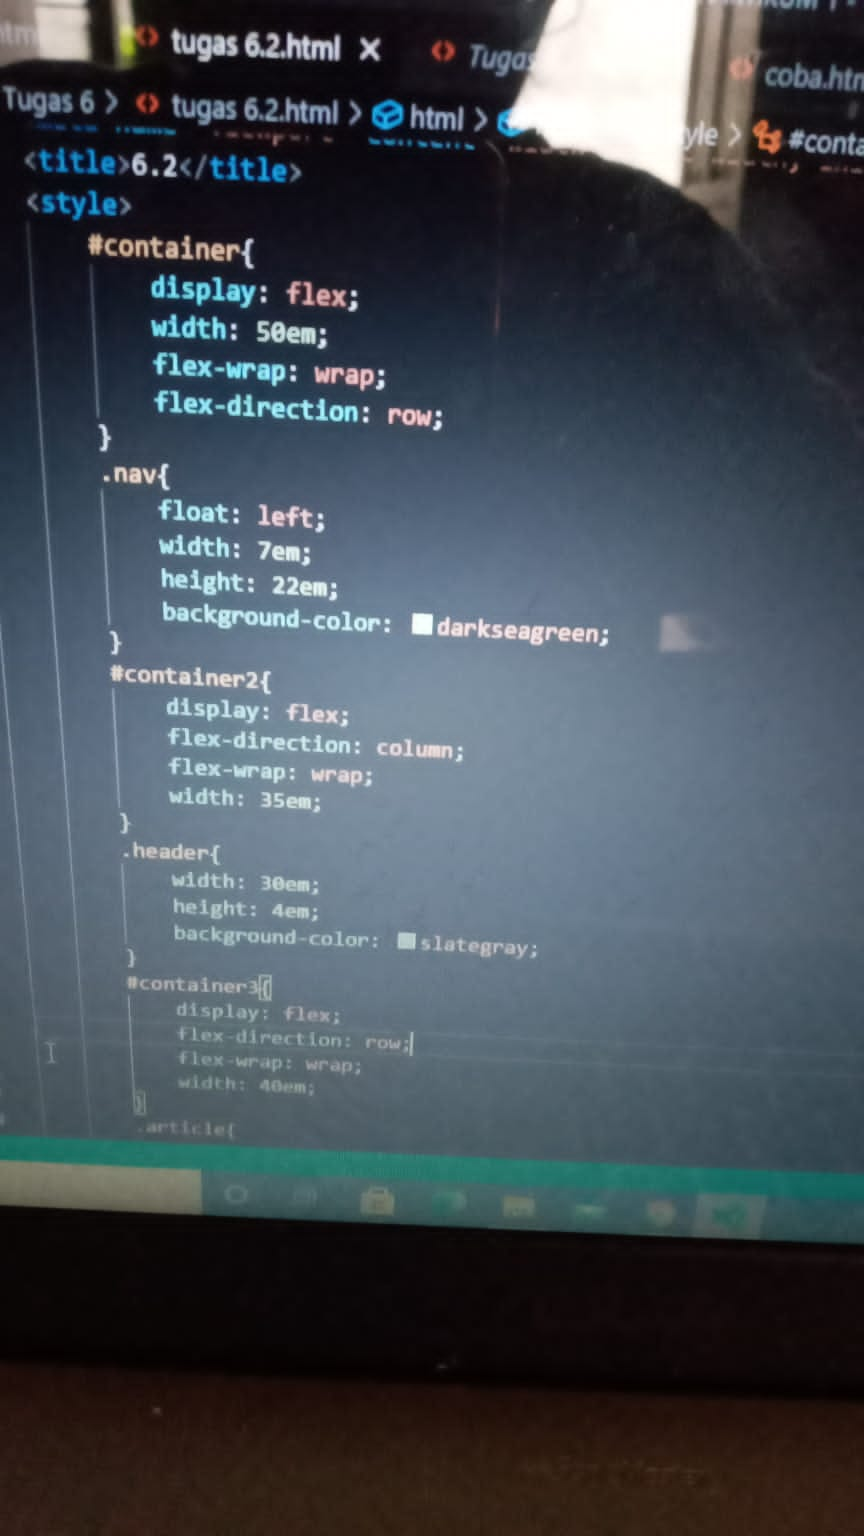 tugas 6.2.html × Tugas
coba.htm
Tugas 6 > tugas 6.2.html > html > yle > #conta
<title>6.2</title>
<style>
#container{
display: flex;
width: 50em;
flex-wrap: wrap;
flex-direction: row;
}
.nav{
float: left;
width: 7em;
height: 22em;
background-color: darkseagreen;
}
#container2{
display: flex;
flex-direction: column;
flex-wrap: wrap;
width: 35em;
}
.header{
width: 30em;
height: 4em;
background-color: slategray;
}
#container3{
display: flex;
flex-direction: row;
flex-wrap: wrap;
width: 40em;
}
.article{